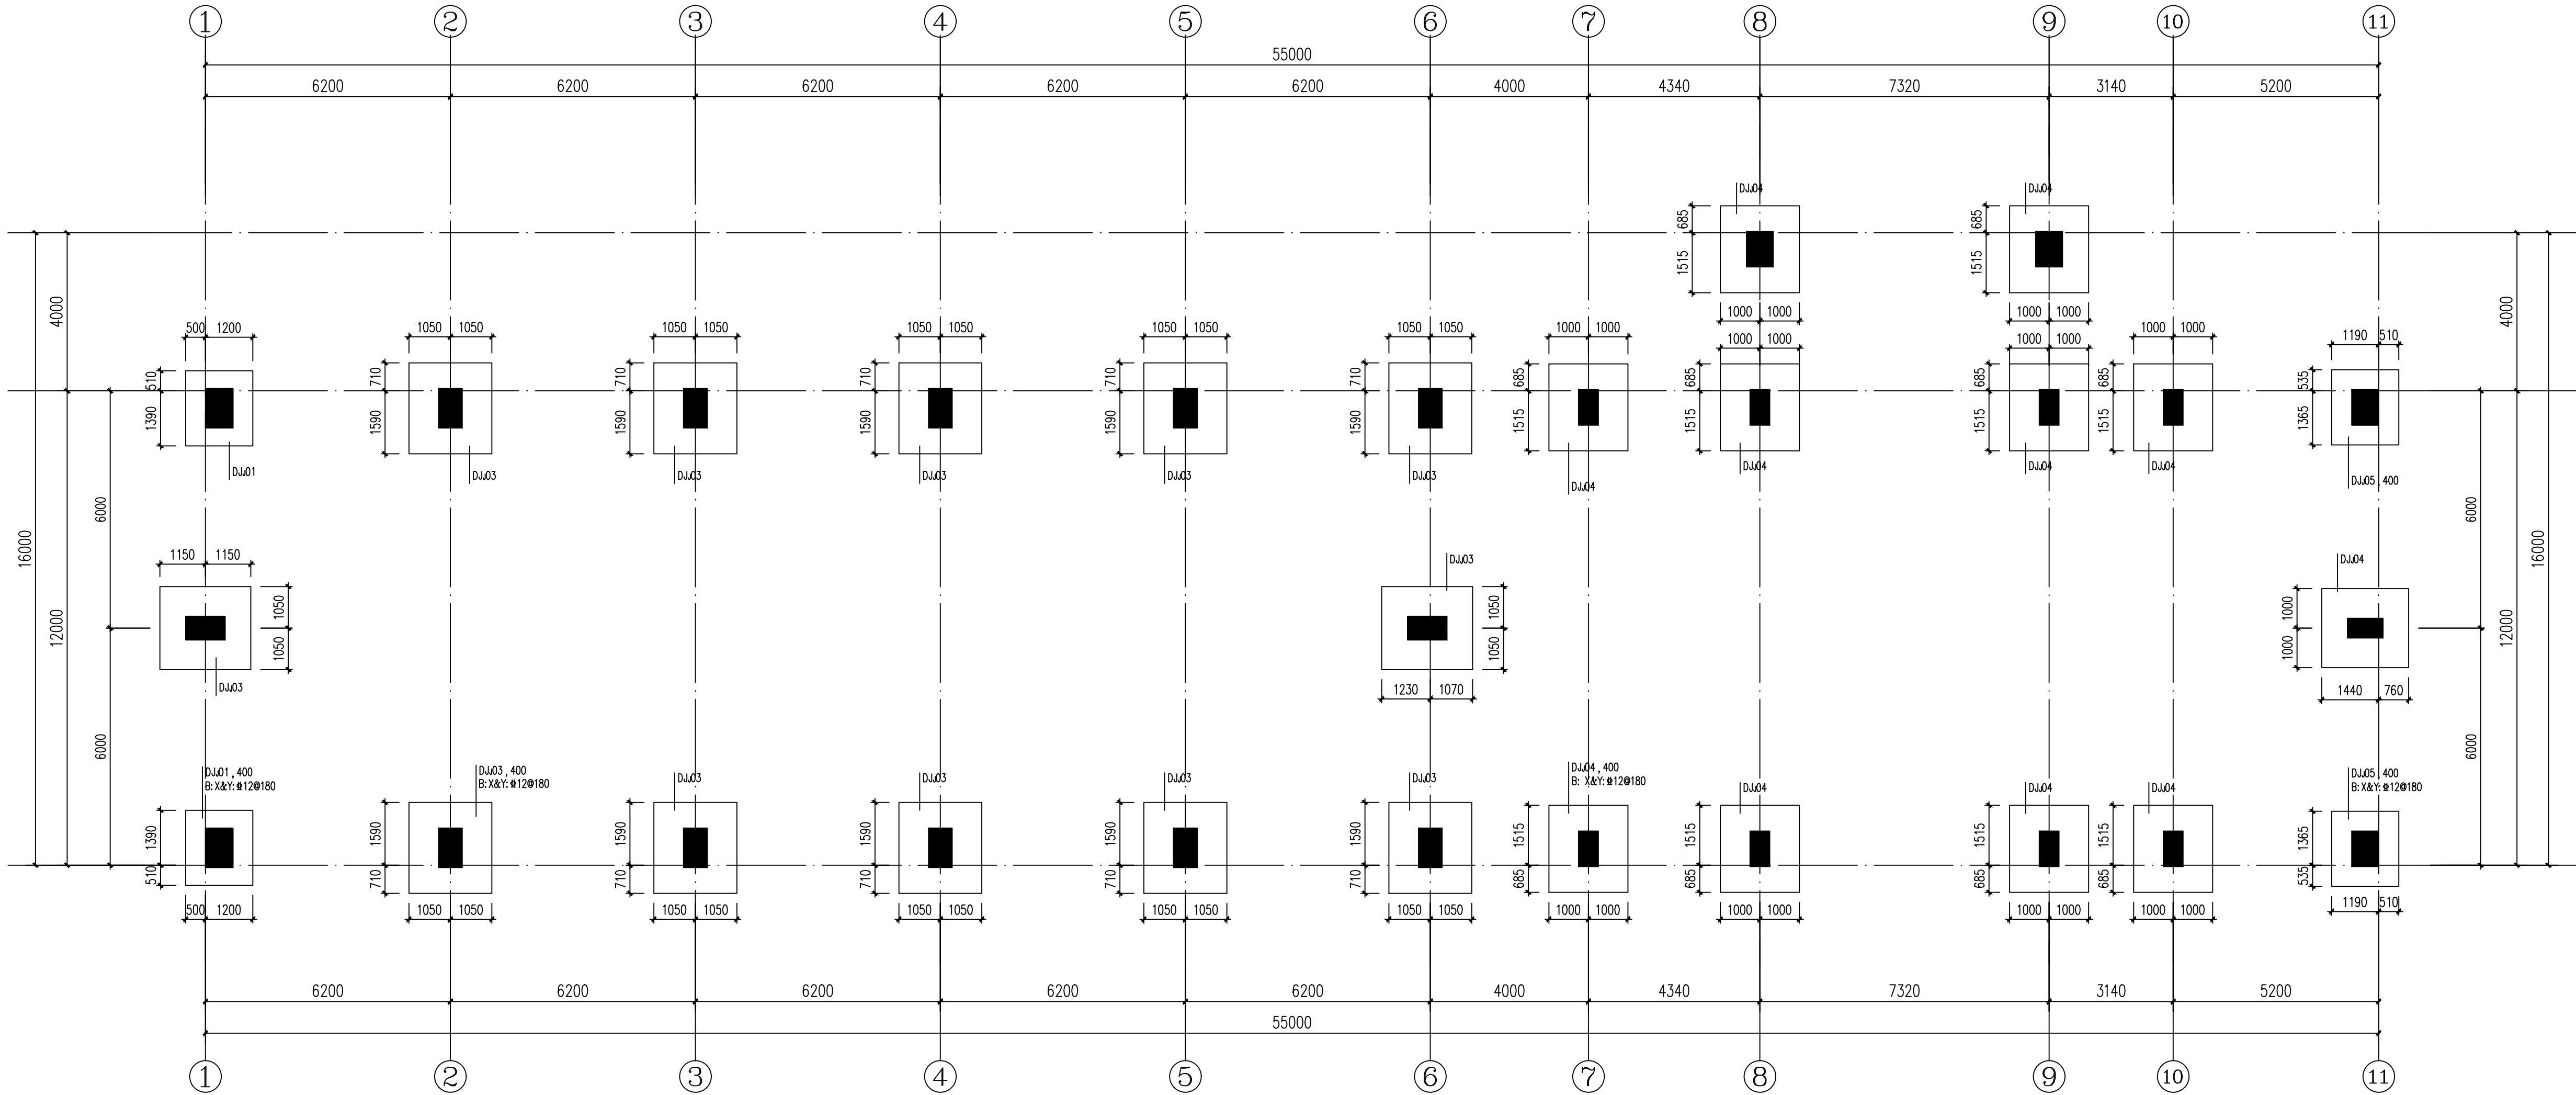 1 2 3 4 5 6 7 8 9 10 11
55000
6200 6200 6200 6200 6200 4000 4340 7320 3140 5200
DJJ04 DJJ04
685 685
1515 1515
1000 1000 1000 1000
4000 4000
500 1200 1050 1050 1050 1050 1050 1050 1050 1050 1050 1050 1000 1000 1000 1000 1000 1000 1000 1000 1190 510
510 710 710 710 710 710 685 685 685 685 535
1390 1590 1590 1590 1590 1590 1515 1515 1515 1515 1365
DJJ01 DJJ03 DJJ03 DJJ03 DJJ03 DJJ03 DJJ04 DJJ04 DJJ04 DJJ04 DJJ05 , 400
6000 6000
16000 16000
1150 1150 DJJ03 DJJ04
1050 1050 1000
12000 12000
1050 1050 1000
DJJ03
1230 1070 1440 760
6000 6000
DJJ01 , 400 DJJ03 , 400 DJJ03 DJJ03 DJJ03 DJJ03 DJJ04 , 400 DJJ04 DJJ04 DJJ04 DJJ05 , 400
B: X&Y: ⌀12@180 B: X&Y: ⌀12@180 B: X&Y: ⌀12@180 B: X&Y: ⌀12@180
1390 1590 1590 1590 1590 1590 1515 1515 1515 1515 1365
510 710 710 710 710 710 685 685 685 685 535
500 1200 1050 1050 1050 1050 1050 1050 1050 1050 1050 1050 1000 1000 1000 1000 1000 1000 1000 1000 1190 510
6200 6200 6200 6200 6200 4000 4340 7320 3140 5200
55000
1 2 3 4 5 6 7 8 9 10 11